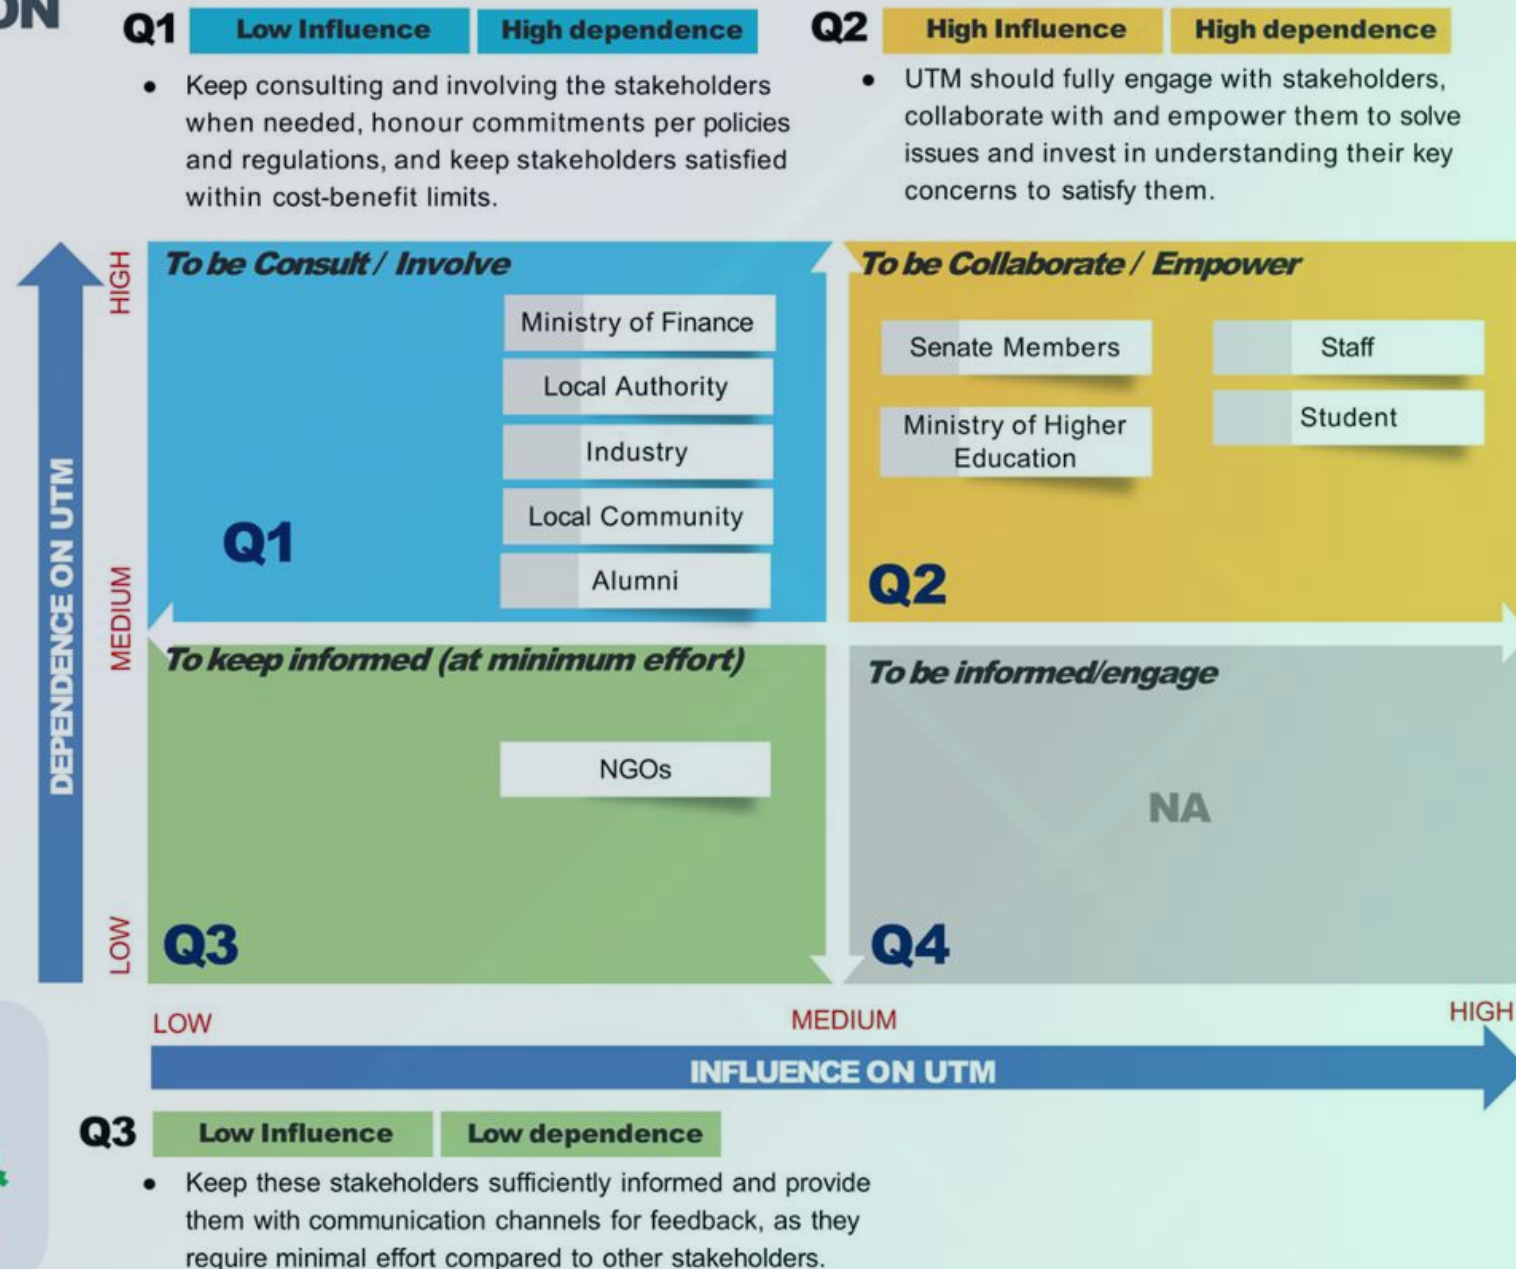 ON
Q1 Low Influence High dependence
• Keep consulting and involving the stakeholders
when needed, honour commitments per policies
and regulations, and keep stakeholders satisfied
within cost-benefit limits.
Q2 High Influence High dependence
• UTM should fully engage with stakeholders,
collaborate with and empower them to solve
issues and invest in understanding their key
concerns to satisfy them.
DEPENDENCE ON UTM
HIGH
MEDIUM
LOW
To be Consult / Involve
Ministry of Finance
Local Authority
Industry
Local Community
Alumni
Q1
To be Collaborate / Empower
Senate Members
Staff
Ministry of Higher
Education
Student
Q2
To keep informed (at minimum effort)
NGOs
Q3
To be informed/engage
NA
Q4
LOW
MEDIUM
HIGH
INFLUENCE ON UTM
Q3 Low Influence Low dependence
• Keep these stakeholders sufficiently informed and provide
them with communication channels for feedback, as they
require minimal effort compared to other stakeholders.